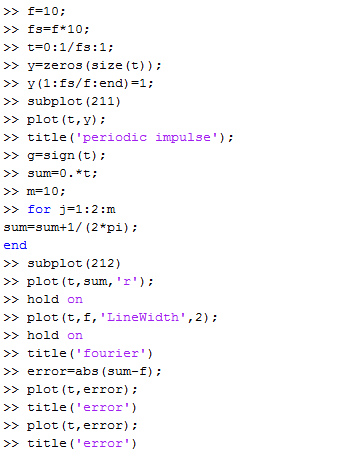 >> f=10;
>> fs=f*10;
>> t=0:1/fs:1;
>> y=zeros(size(t));
>> y(1:fs/f:end)=1;
>> subplot(211)
>> plot(t,y);
>> title('periodic impulse');
>> g=sign(t);
>> sum=0.*t;
>> m=10;
>> for j=1:2:m
sum=sum+1/(2*pi);
end
>> subplot(212)
>> plot(t,sum,'r');
>> hold on
>> plot(t,f,'LineWidth',2);
>> hold on
>> title('fourier')
>> error=abs(sum-f);
>> plot(t,error);
>> title('error')
>> plot(t,error);
>> title('error')